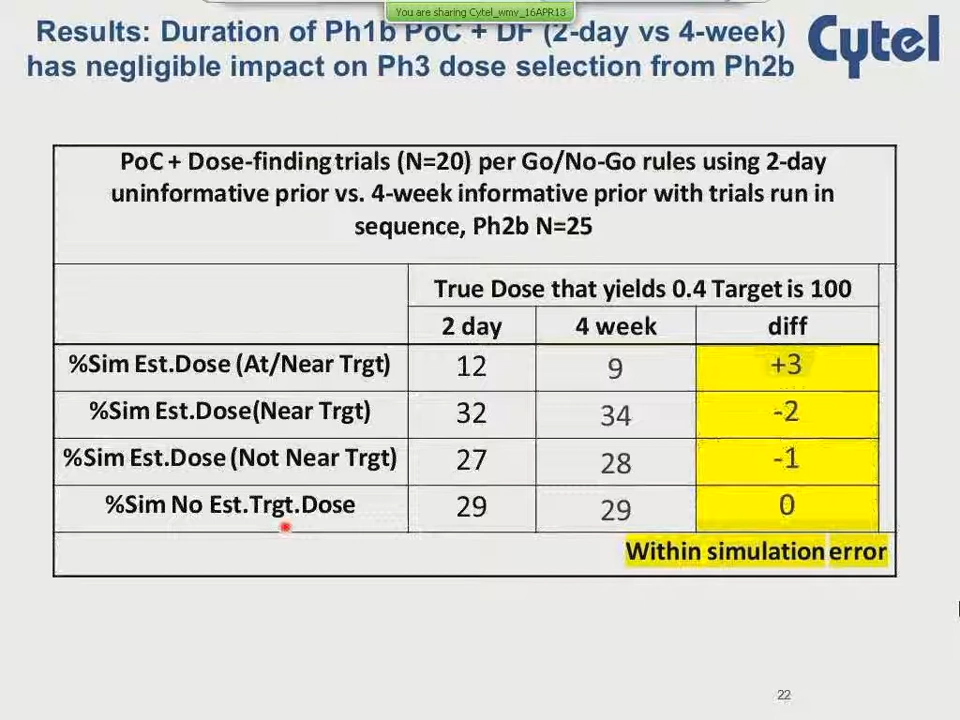 You are sharing Cytel_wmv_16APR13
Results: Duration of Ph1b PoC + DF (2-day vs 4-week)
has negligible impact on Ph3 dose selection from Ph2b
Cytel
PoC + Dose-finding trials (N=20) per Go/No-Go rules using 2-day
uninformative prior vs. 4-week informative prior with trials run in
sequence, Ph2b N=25
True Dose that yields 0.4 Target is 100
2 day 4 week diff
%Sim Est.Dose (At/Near Trgt) 12 9 +3
%Sim Est.Dose(Near Trgt) 32 34 -2
%Sim Est.Dose (Not Near Trgt) 27 28 -1
%Sim No Est.Trgt.Dose 29 29 0
Within simulation error
22